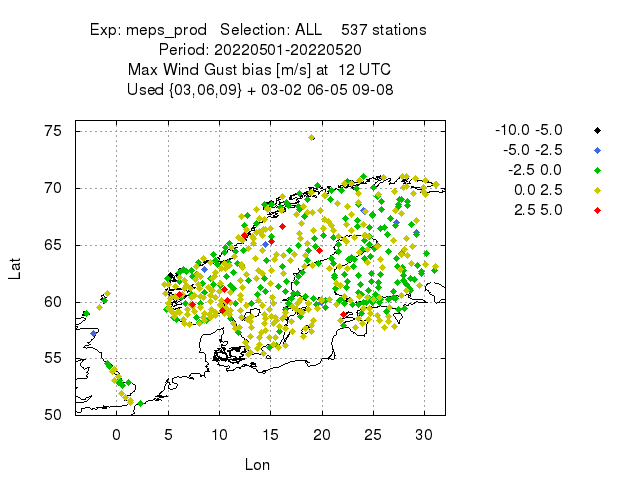 Exp: meps_prod Selection: ALL 537 stations
Period: 20220501-20220520
Max Wind Gust bias [m/s] at 12 UTC
Used {03,06,09} + 03-02 06-05 09-08
75
70
65
60
55
50
Lat
0 5 10 15 20 25 30
Lon
-10.0 -5.0
-5.0 -2.5
-2.5 0.0
0.0 2.5
2.5 5.0